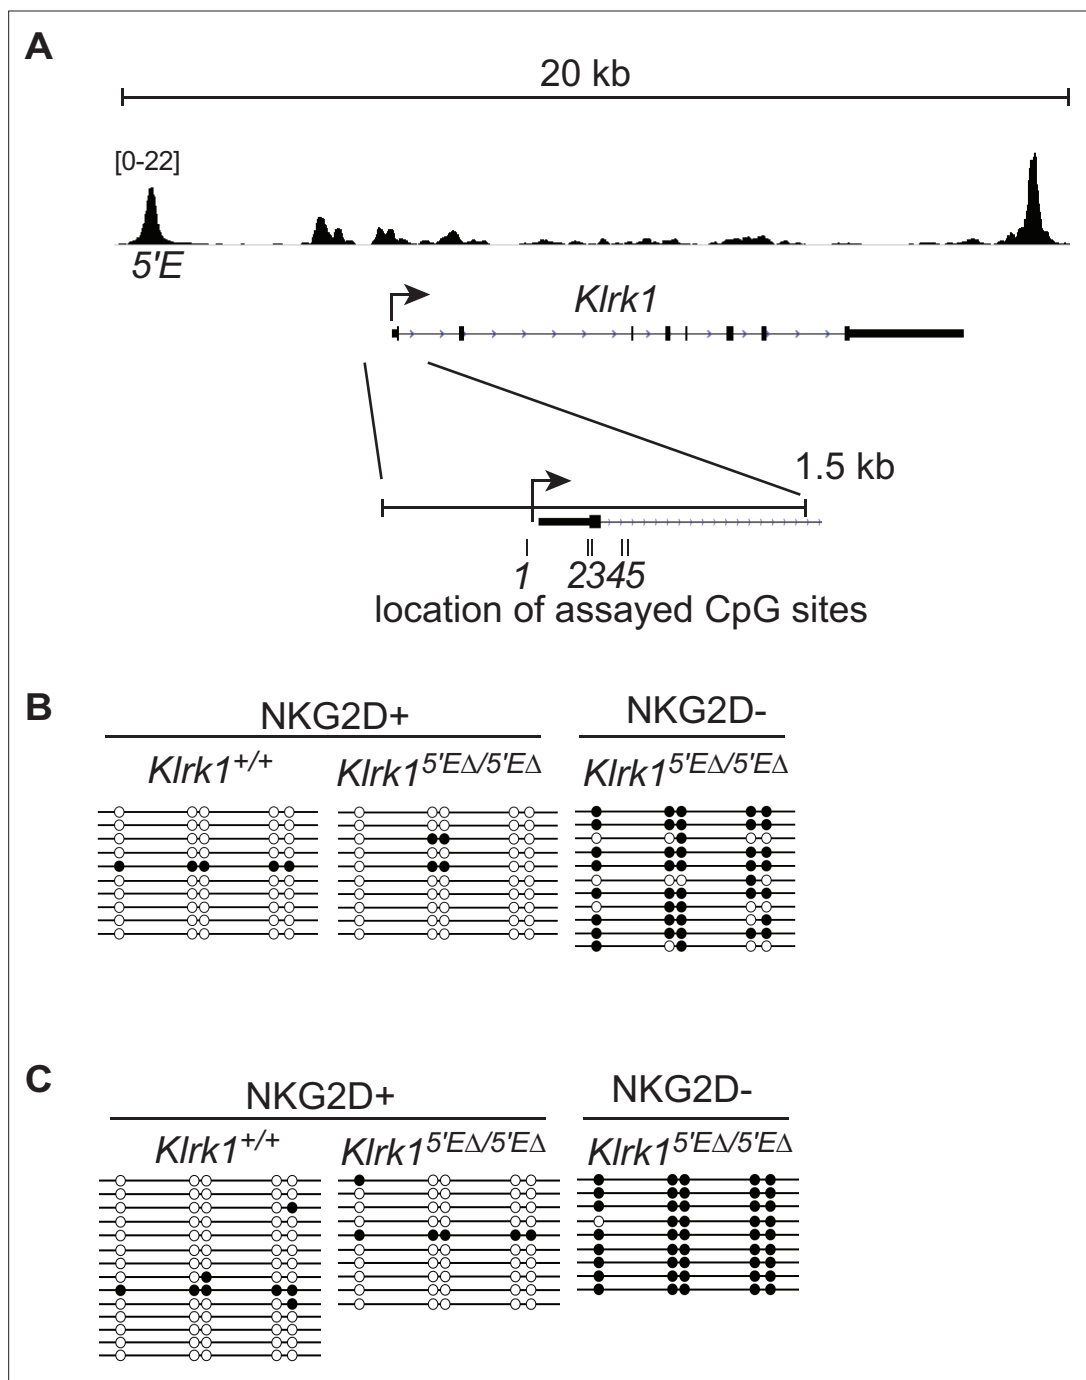 A
20 kb
[0-22]
5'E
Klrk1
1.5 kb
1 2345
location of assayed CpG sites
B
NKG2D+ NKG2D-
Klrk1+/+ Klrk15'EΔ/5'EΔ Klrk15'EΔ/5'EΔ
C
NKG2D+ NKG2D-
Klrk1+/+ Klrk15'EΔ/5'EΔ Klrk15'EΔ/5'EΔ